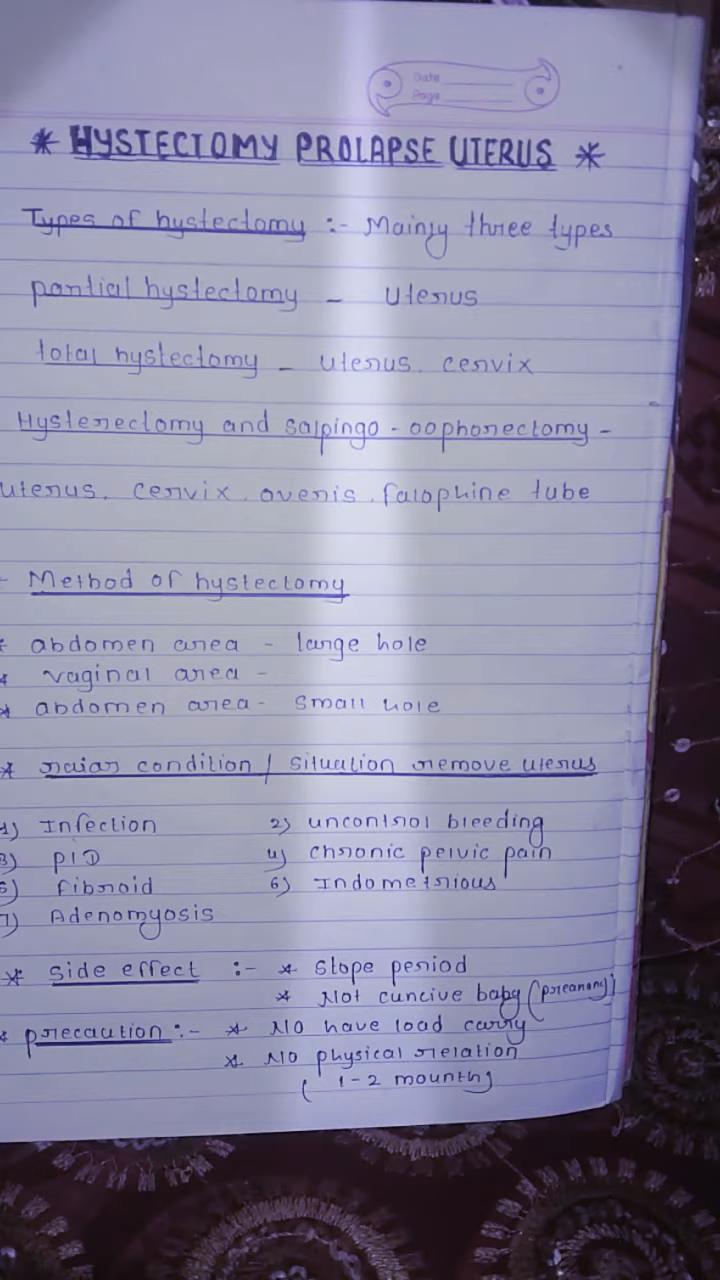 Date
Page
* HYSTECTOMY PROLAPSE UTERUS *
Types of hystectomy :- Mainly three types
partial hystectomy - Uterus
total hystectomy - uterus. cervix
Hysterectomy and salpingo - oophorectomy -
uterus. cervix. overis. falophine tube
- Method of hystectomy
* abdomen area - large hole
* vaginal area -
* abdomen area - small hole
* condition / situation remove uterus
1) Infection 2) uncontrol bleeding
3) PID 4) chronic pelvic pain
5) fibroid 6) Indometrious
7) Adenomyosis
* side effect :- * stope period
* Not cuncive baby (
* precaution :- * No have load carry
* No physical relation
( 1-2 mounth)